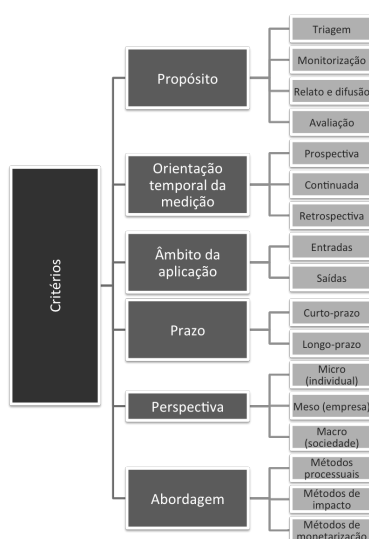 Critérios
Propósito
Triagem
Monitorização
Relato e difusão
Avaliação
Orientação
temporal da
medição
Prospectiva
Continuada
Retrospectiva
Âmbito da
aplicação
Entradas
Saídas
Prazo
Curto-prazo
Longo-prazo
Perspectiva
Micro
(individual)
Meso (empresa)
Macro
(sociedade)
Abordagem
Métodos
processuais
Métodos de
impacto
Métodos de
monetarização